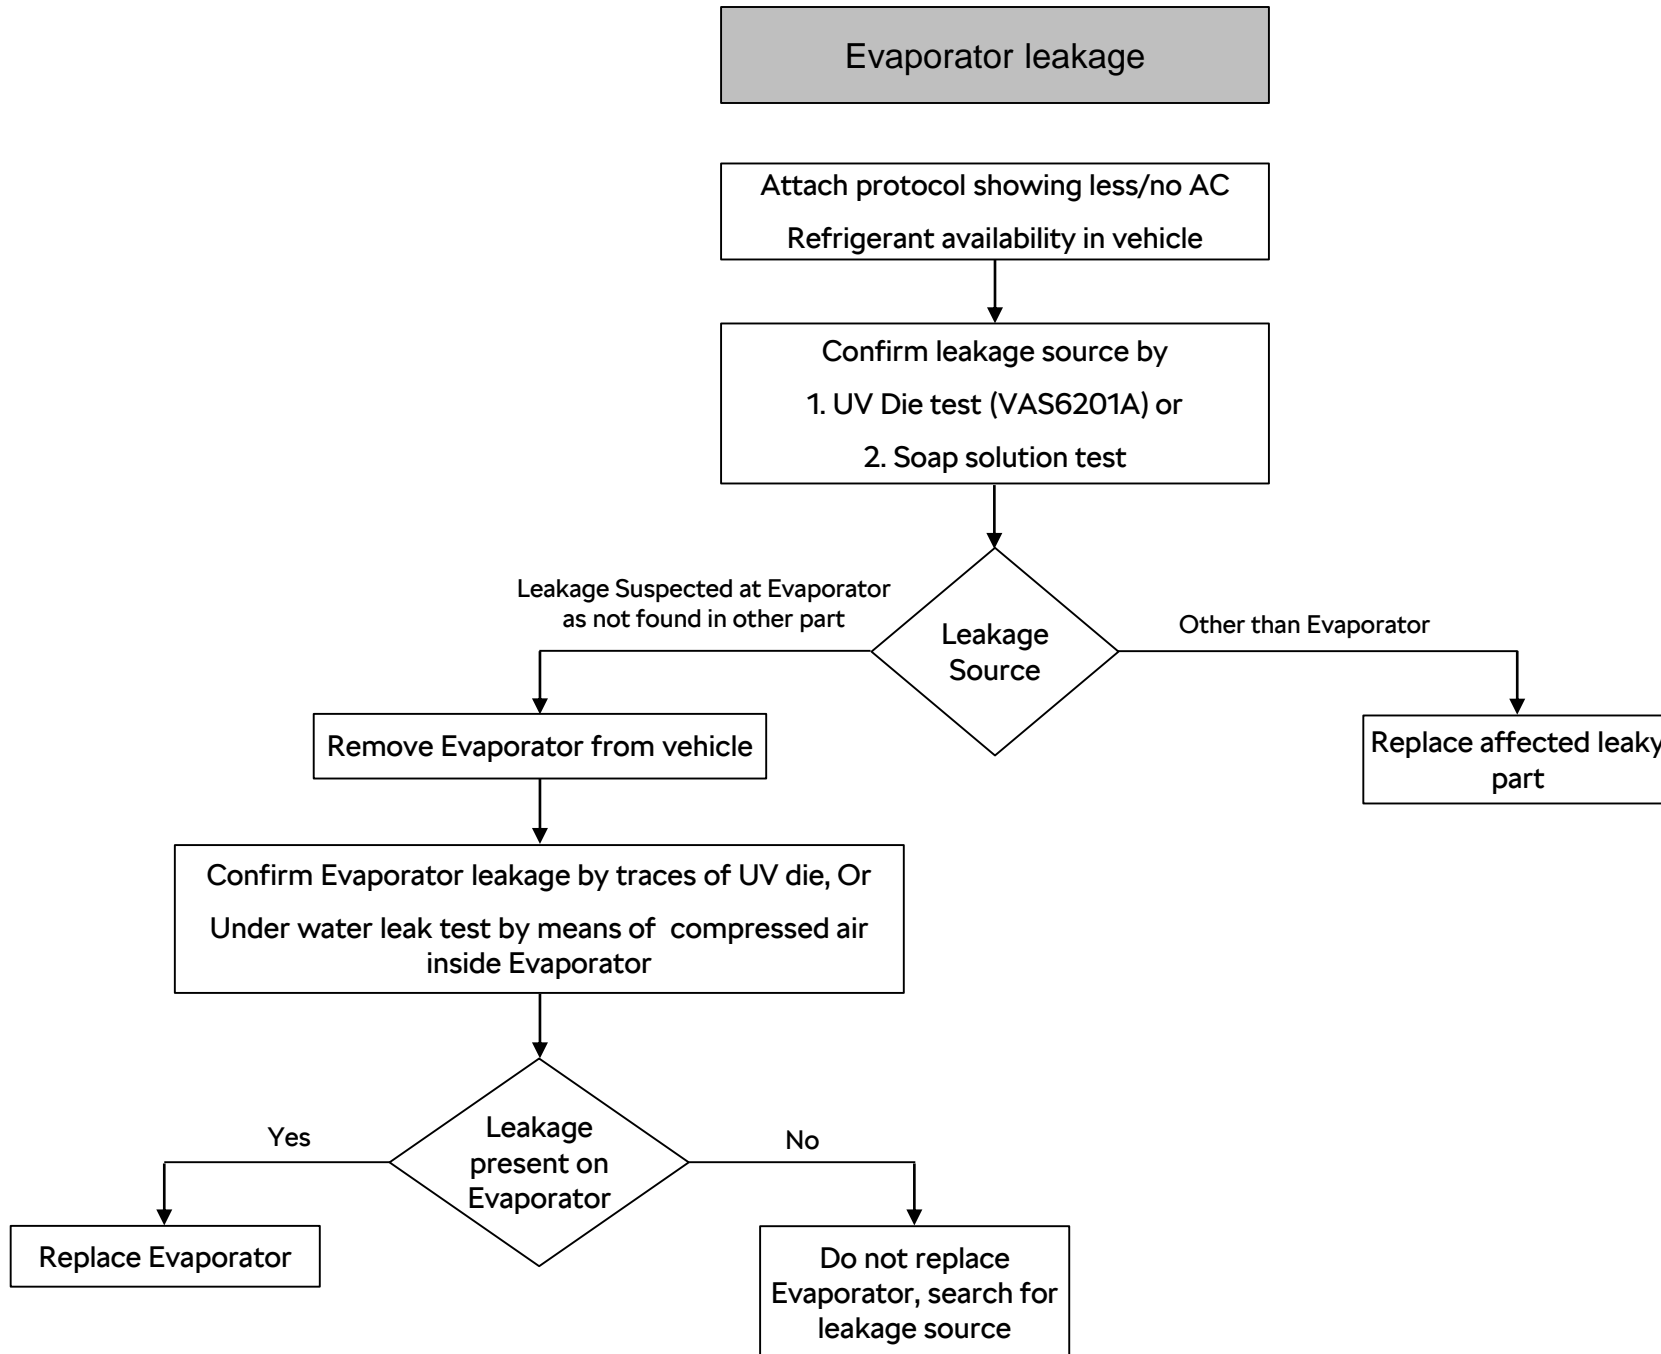 Evaporator leakage
Attach protocol showing less/no AC
Refrigerant availability in vehicle
Confirm leakage source by
1. UV Die test (VAS6201A) or
2. Soap solution test
Leakage Suspected at Evaporator
as not found in other part
Leakage
Source
Other than Evaporator
Remove Evaporator from vehicle
Replace affected leaky
part
Confirm Evaporator leakage by traces of UV die, Or
Under water leak test by means of  compressed air
inside Evaporator
Yes
Leakage
present on
Evaporator
No
Replace Evaporator
Do not replace
Evaporator, search for
leakage source